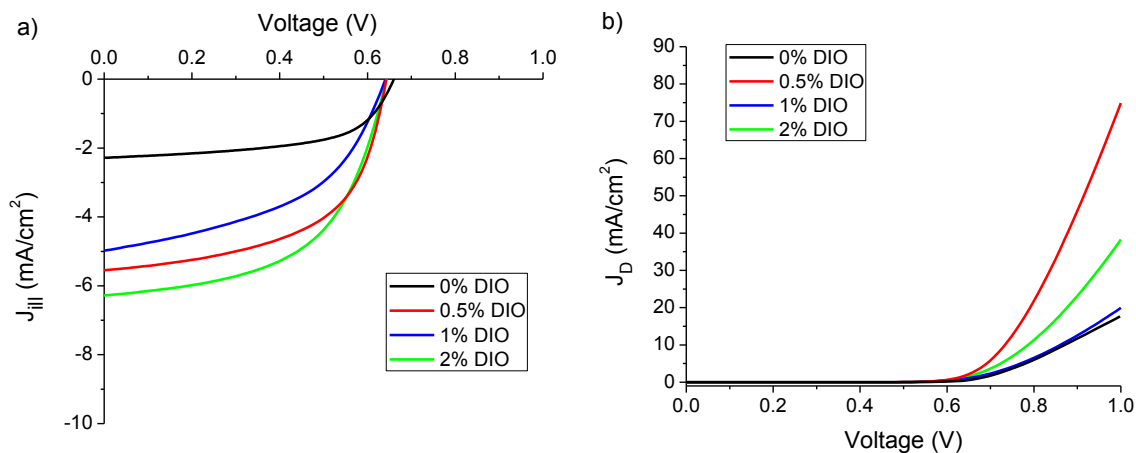 a)
Voltage (V)
0.0 0.2 0.4 0.6 0.8 1.0
0
-2
-4
-6
-8
-10
J_ill (mA/cm²)
0% DIO
0.5% DIO
1% DIO
2% DIO
b)
90
80
70
60
50
40
30
20
10
0
J_D (mA/cm²)
0% DIO
0.5% DIO
1% DIO
2% DIO
0.0 0.2 0.4 0.6 0.8 1.0
Voltage (V)